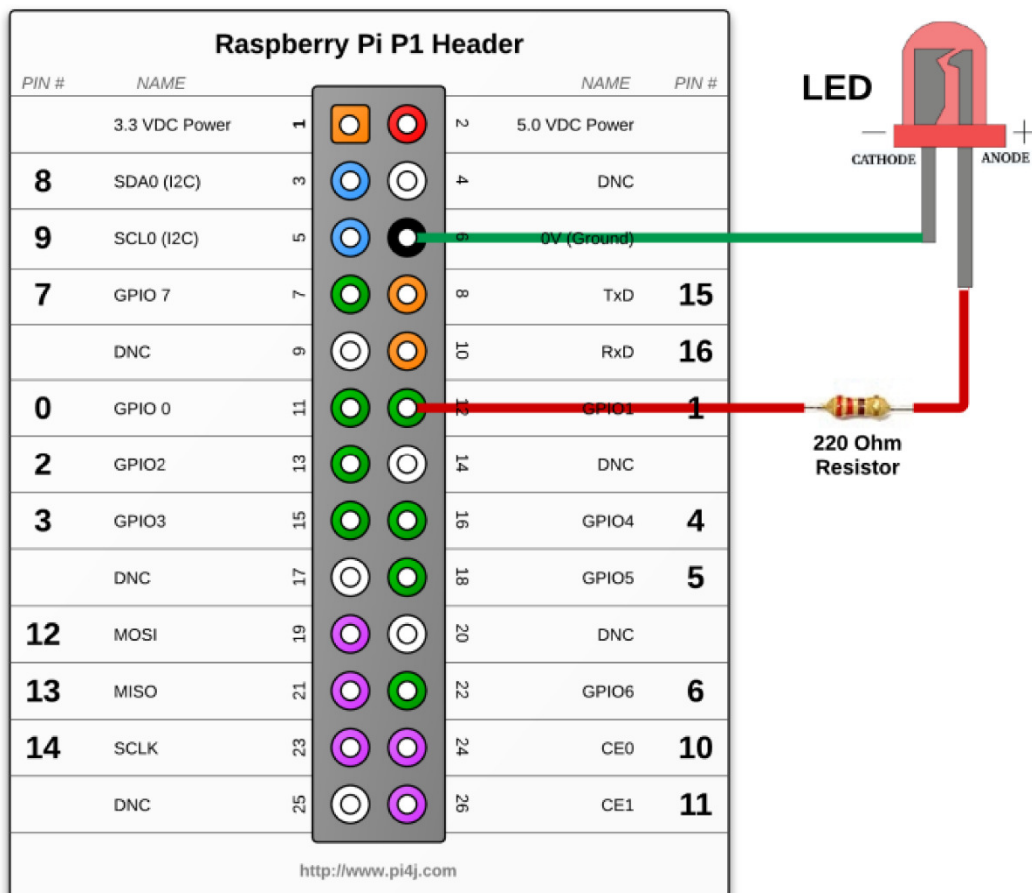 Raspberry Pi P1 Header
PIN # NAME NAME PIN #
3.3 VDC Power 1 2 5.0 VDC Power
8 SDA0 (I2C) 3 4 DNC
9 SCL0 (I2C) 5 6 0V (Ground)
7 GPIO 7 7 8 TxD 15
DNC 9 10 RxD 16
0 GPIO 0 11 12 GPIO1 1
2 GPIO2 13 14 DNC
3 GPIO3 15 16 GPIO4 4
DNC 17 18 GPIO5 5
12 MOSI 19 20 DNC
13 MISO 21 22 GPIO6 6
14 SCLK 23 24 CE0 10
DNC 25 26 CE1 11
http://www.pi4j.com
LED
— +
CATHODE ANODE
220 Ohm
Resistor